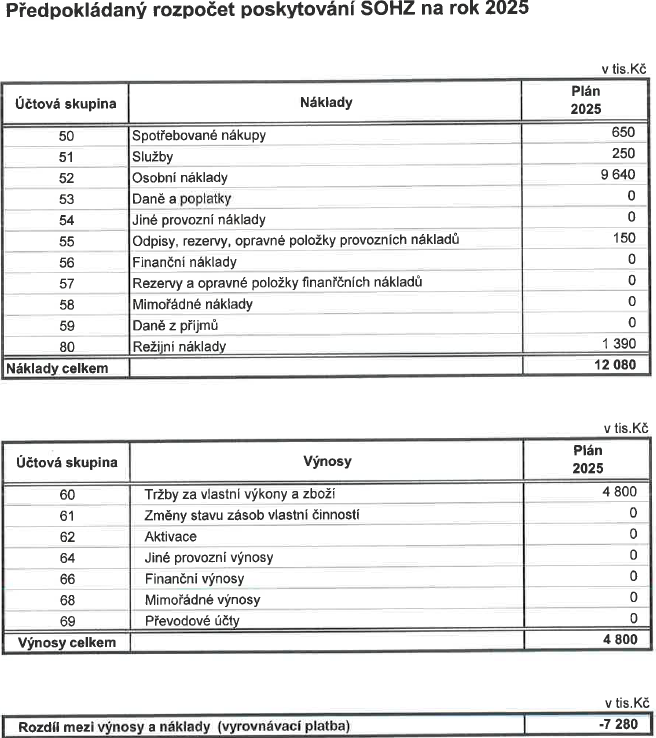 Předpokládaný rozpočet poskytování SOHZ na rok 2025
v tis.Kč
Účtová skupina Náklady Plán 2025
50 Spotřebované nákupy 650
51 Služby 250
52 Osobní náklady 9 640
53 Daně a poplatky 0
54 Jiné provozní náklady 0
55 Odpisy, rezervy, opravné položky provozních nákladů 150
56 Finanční náklady 0
57 Rezervy a opravné položky finanřčních nákladů 0
58 Mimořádné náklady 0
59 Daně z příjmů 0
80 Režijní náklady 1 390
Náklady celkem 12 080
v tis.Kč
Účtová skupina Výnosy Plán 2025
60 Tržby za vlastní výkony a zboží 4 800
61 Změny stavu zásob vlastní činností 0
62 Aktivace 0
64 Jiné provozní výnosy 0
66 Finanční výnosy 0
68 Mimořádné výnosy 0
69 Převodové účty 0
Výnosy celkem 4 800
v tis.Kč
Rozdíl mezi výnosy a náklady (vyrovnávací platba) -7 280